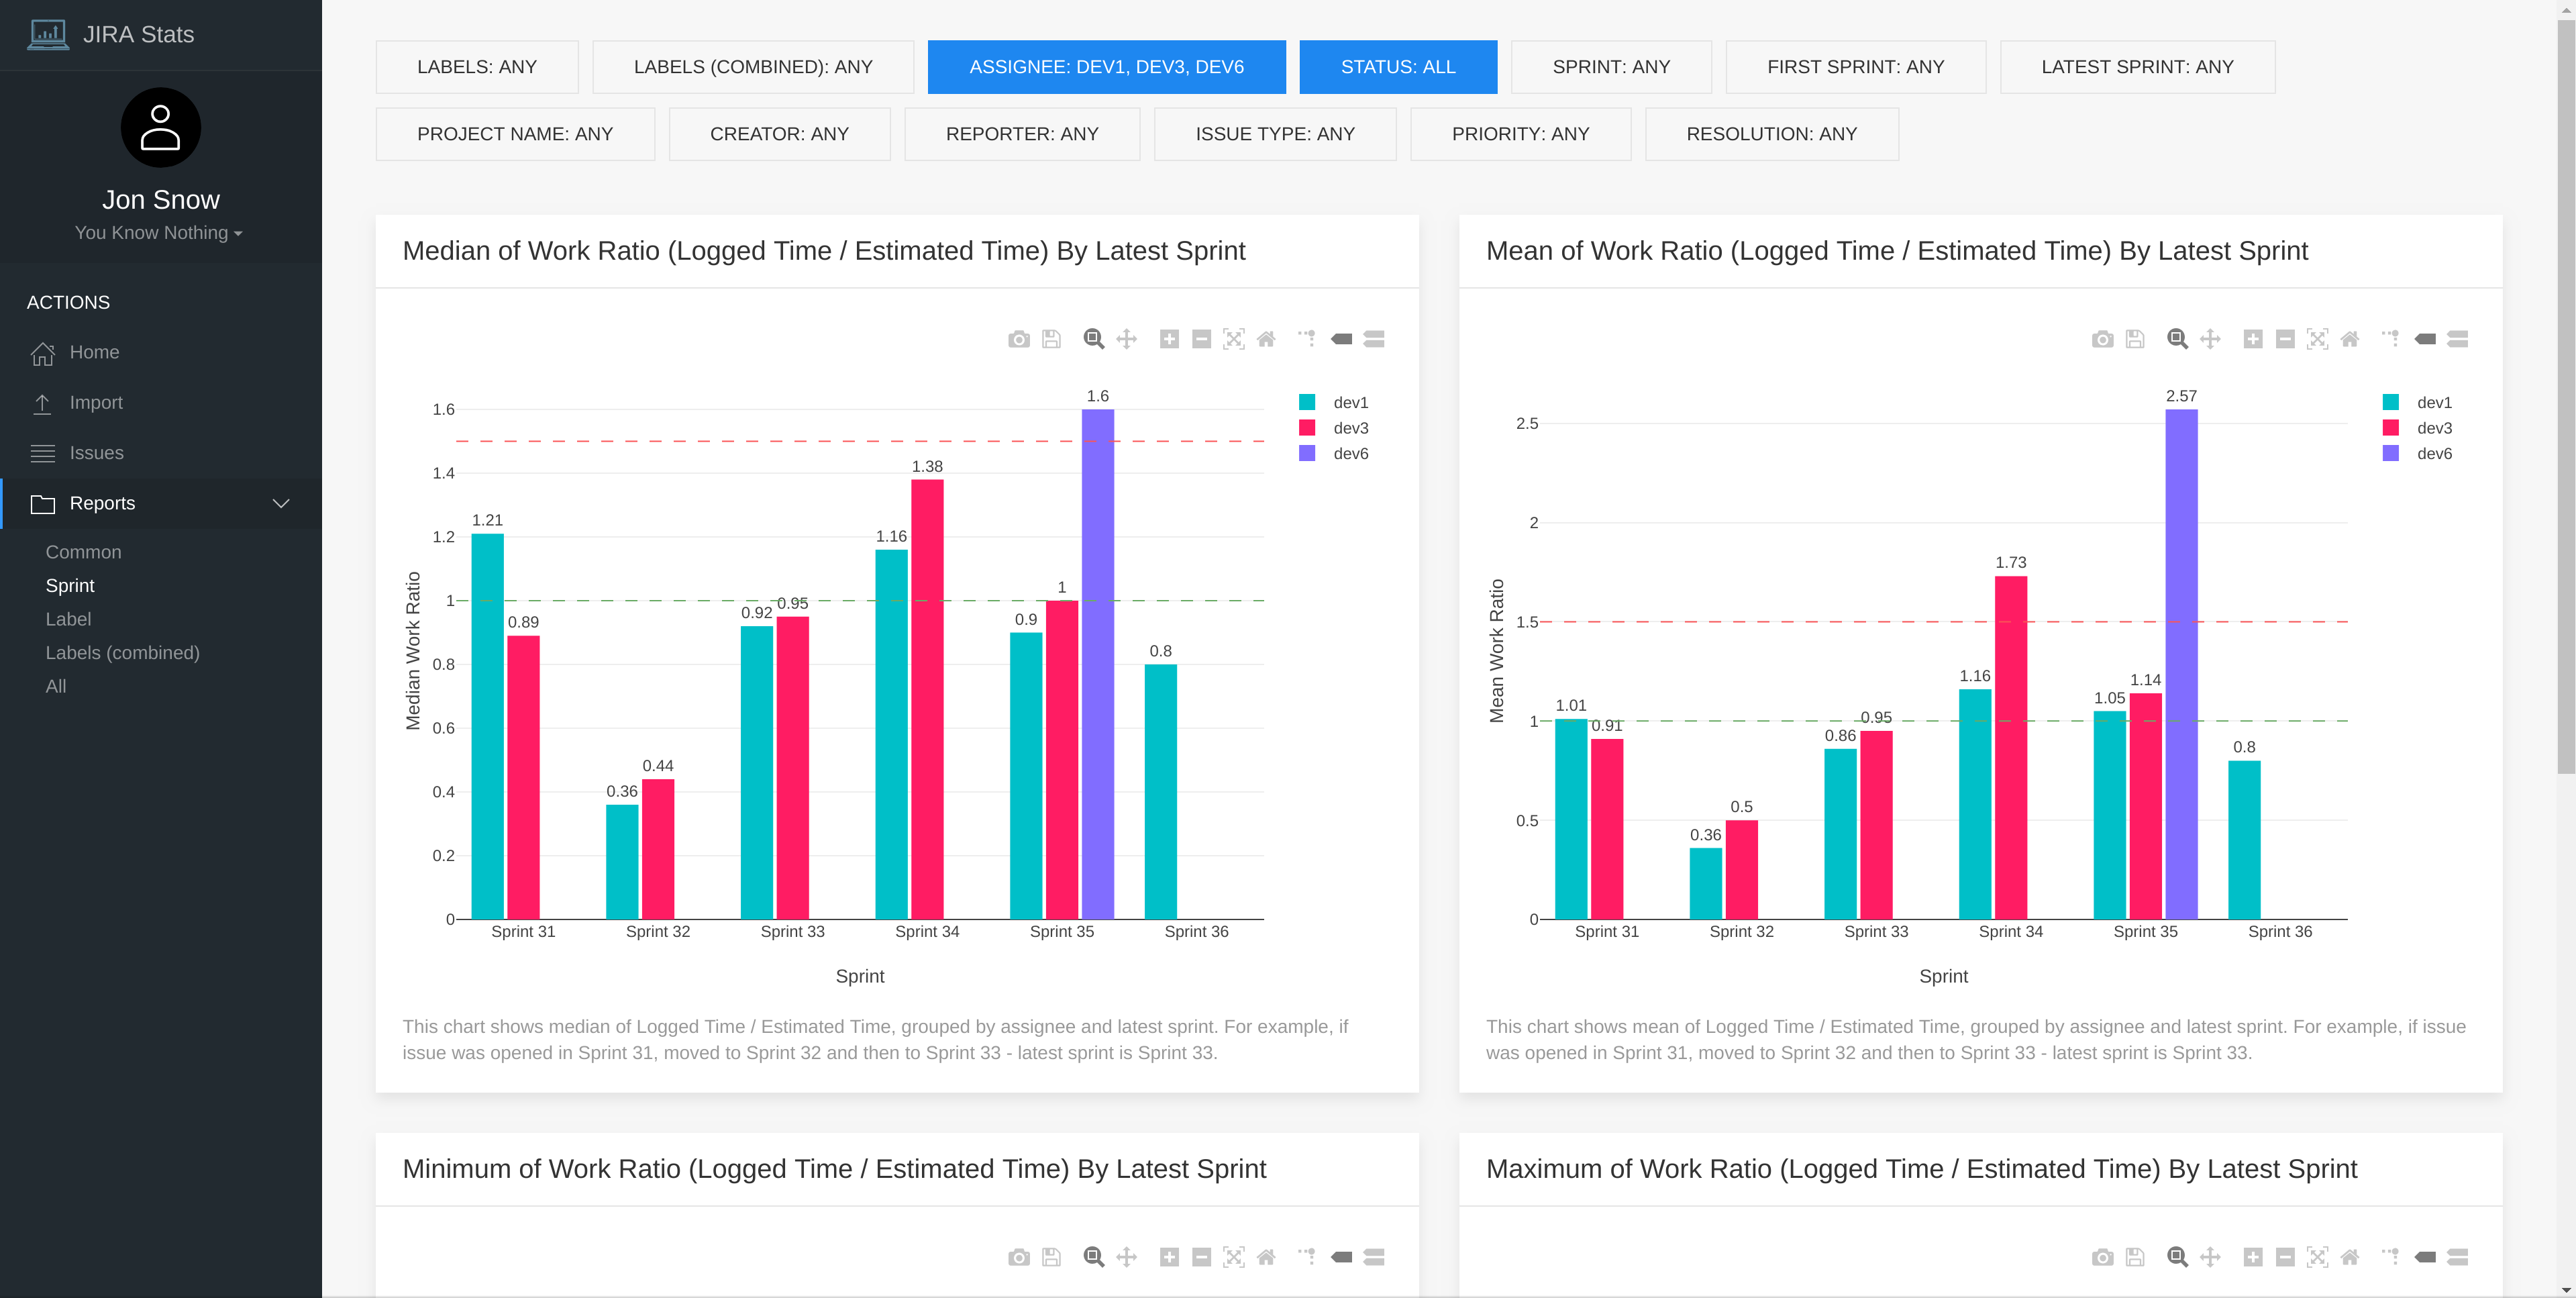 JIRA Stats
Jon Snow
You Know Nothing
ACTIONS
Home
Import
Issues
Reports
Common
Sprint
Label
Labels (combined)
All
LABELS: ANY
LABELS (COMBINED): ANY
ASSIGNEE: DEV1, DEV3, DEV6
STATUS: ALL
SPRINT: ANY
FIRST SPRINT: ANY
LATEST SPRINT: ANY
PROJECT NAME: ANY
CREATOR: ANY
REPORTER: ANY
ISSUE TYPE: ANY
PRIORITY: ANY
RESOLUTION: ANY
Median of Work Ratio (Logged Time / Estimated Time) By Latest Sprint
Median Work Ratio
1.6
1.4
1.2
1
0.8
0.6
0.4
0.2
0
1.21
0.89
0.36
0.44
0.92
0.95
1.16
1.38
0.9
1
1.6
0.8
Sprint 31
Sprint 32
Sprint 33
Sprint 34
Sprint 35
Sprint 36
Sprint
dev1
dev3
dev6
This chart shows median of Logged Time / Estimated Time, grouped by assignee and latest sprint. For example, if
issue was opened in Sprint 31, moved to Sprint 32 and then to Sprint 33 - latest sprint is Sprint 33.
Mean of Work Ratio (Logged Time / Estimated Time) By Latest Sprint
Mean Work Ratio
2.5
2
1.5
1
0.5
0
1.01
0.91
0.36
0.5
0.86
0.95
1.16
1.73
1.05
1.14
2.57
0.8
Sprint 31
Sprint 32
Sprint 33
Sprint 34
Sprint 35
Sprint 36
Sprint
dev1
dev3
dev6
This chart shows mean of Logged Time / Estimated Time, grouped by assignee and latest sprint. For example, if issue
was opened in Sprint 31, moved to Sprint 32 and then to Sprint 33 - latest sprint is Sprint 33.
Minimum of Work Ratio (Logged Time / Estimated Time) By Latest Sprint
Maximum of Work Ratio (Logged Time / Estimated Time) By Latest Sprint